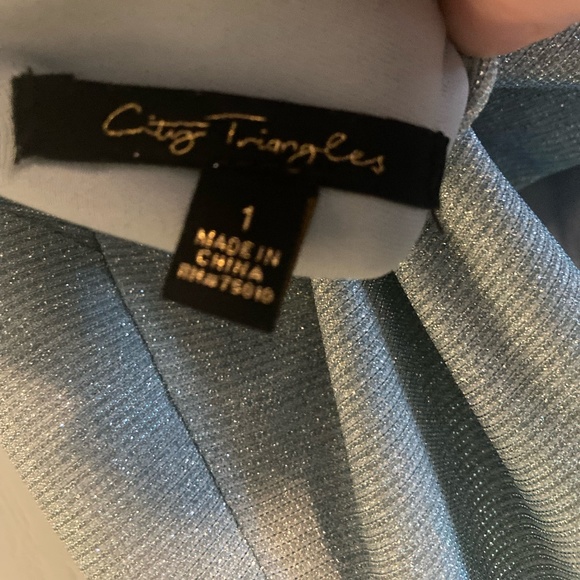 City Triangles
1
MADE IN
CHINA
RN#75010